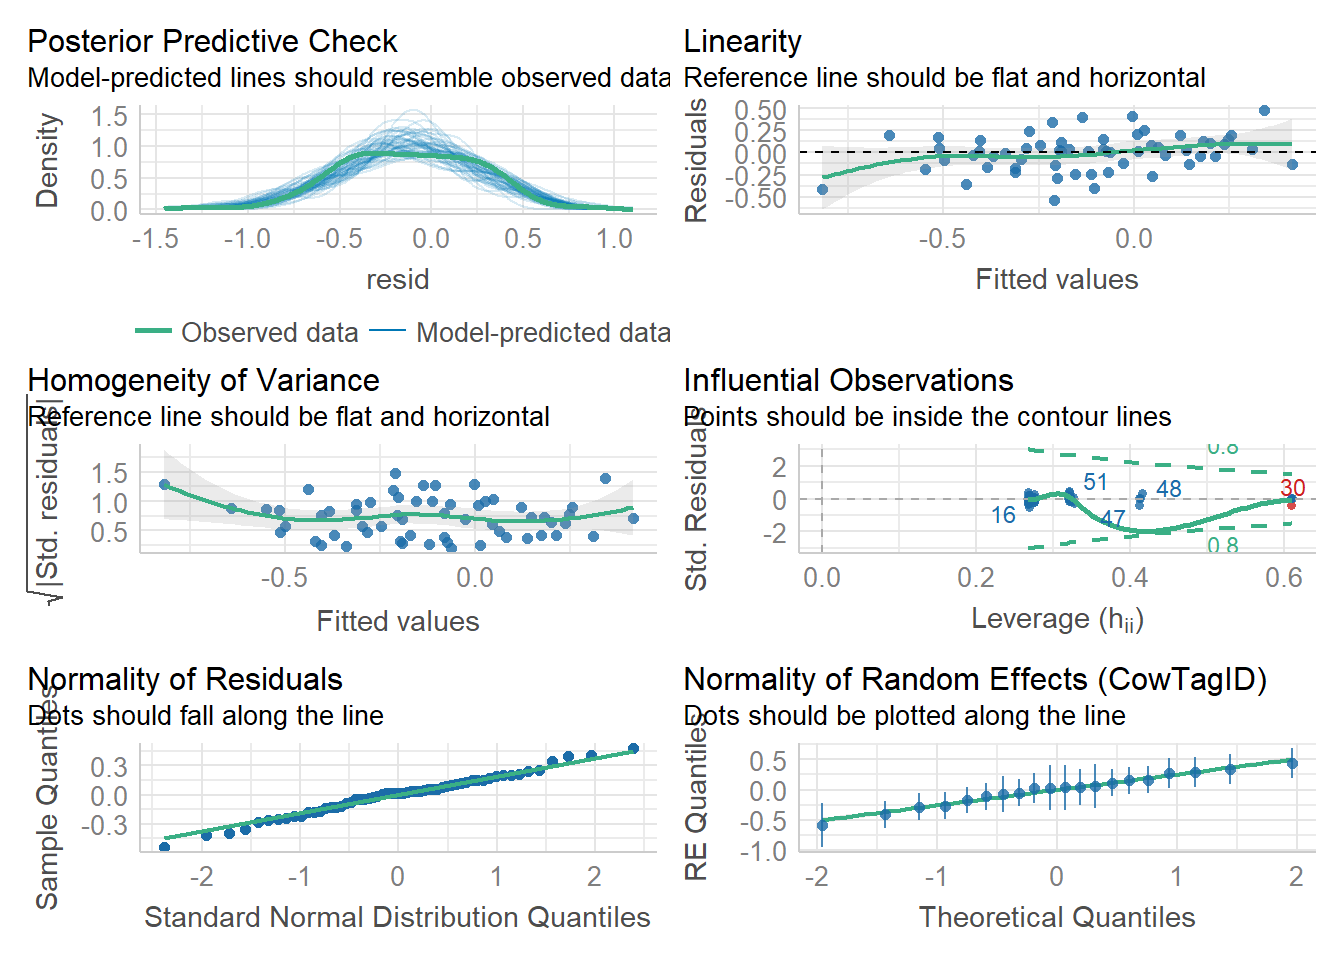 Posterior Predictive Check
Model-predicted lines should resemble observed data
Density
1.5
1.0
0.5
0.0
-1.5 -1.0 -0.5 0.0 0.5 1.0
resid
Observed data Model-predicted data
Linearity
Reference line should be flat and horizontal
Residuals
0.50
0.25
0.00
-0.25
-0.50
-0.5 0.0
Fitted values
Homogeneity of Variance
Reference line should be flat and horizontal
√|Std. residuals|
1.5
1.0
0.5
-0.5 0.0
Fitted values
Influential Observations
Points should be inside the contour lines
Std. Residuals
2
0
-2
0.8
51
48
30
16
47
0.8
0.0 0.2 0.4 0.6
Leverage (hii)
Normality of Residuals
Dots should fall along the line
Sample Quantiles
0.3
0.0
-0.3
-2 -1 0 1 2
Standard Normal Distribution Quantiles
Normality of Random Effects (CowTagID)
Dots should be plotted along the line
RE Quantiles
0.5
0.0
-0.5
-1.0
-2 -1 0 1 2
Theoretical Quantiles